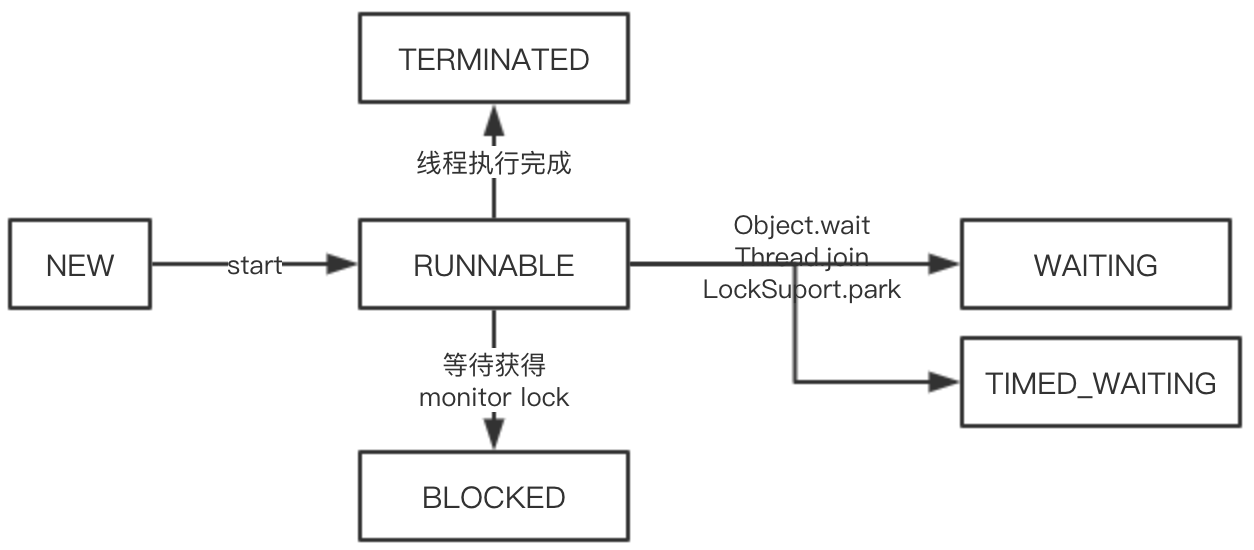 TERMINATED
线程执行完成
NEW
start
RUNNABLE
Object.wait
Thread.join
LockSuport.park
WAITING
等待获得
monitor lock
TIMED_WAITING
BLOCKED